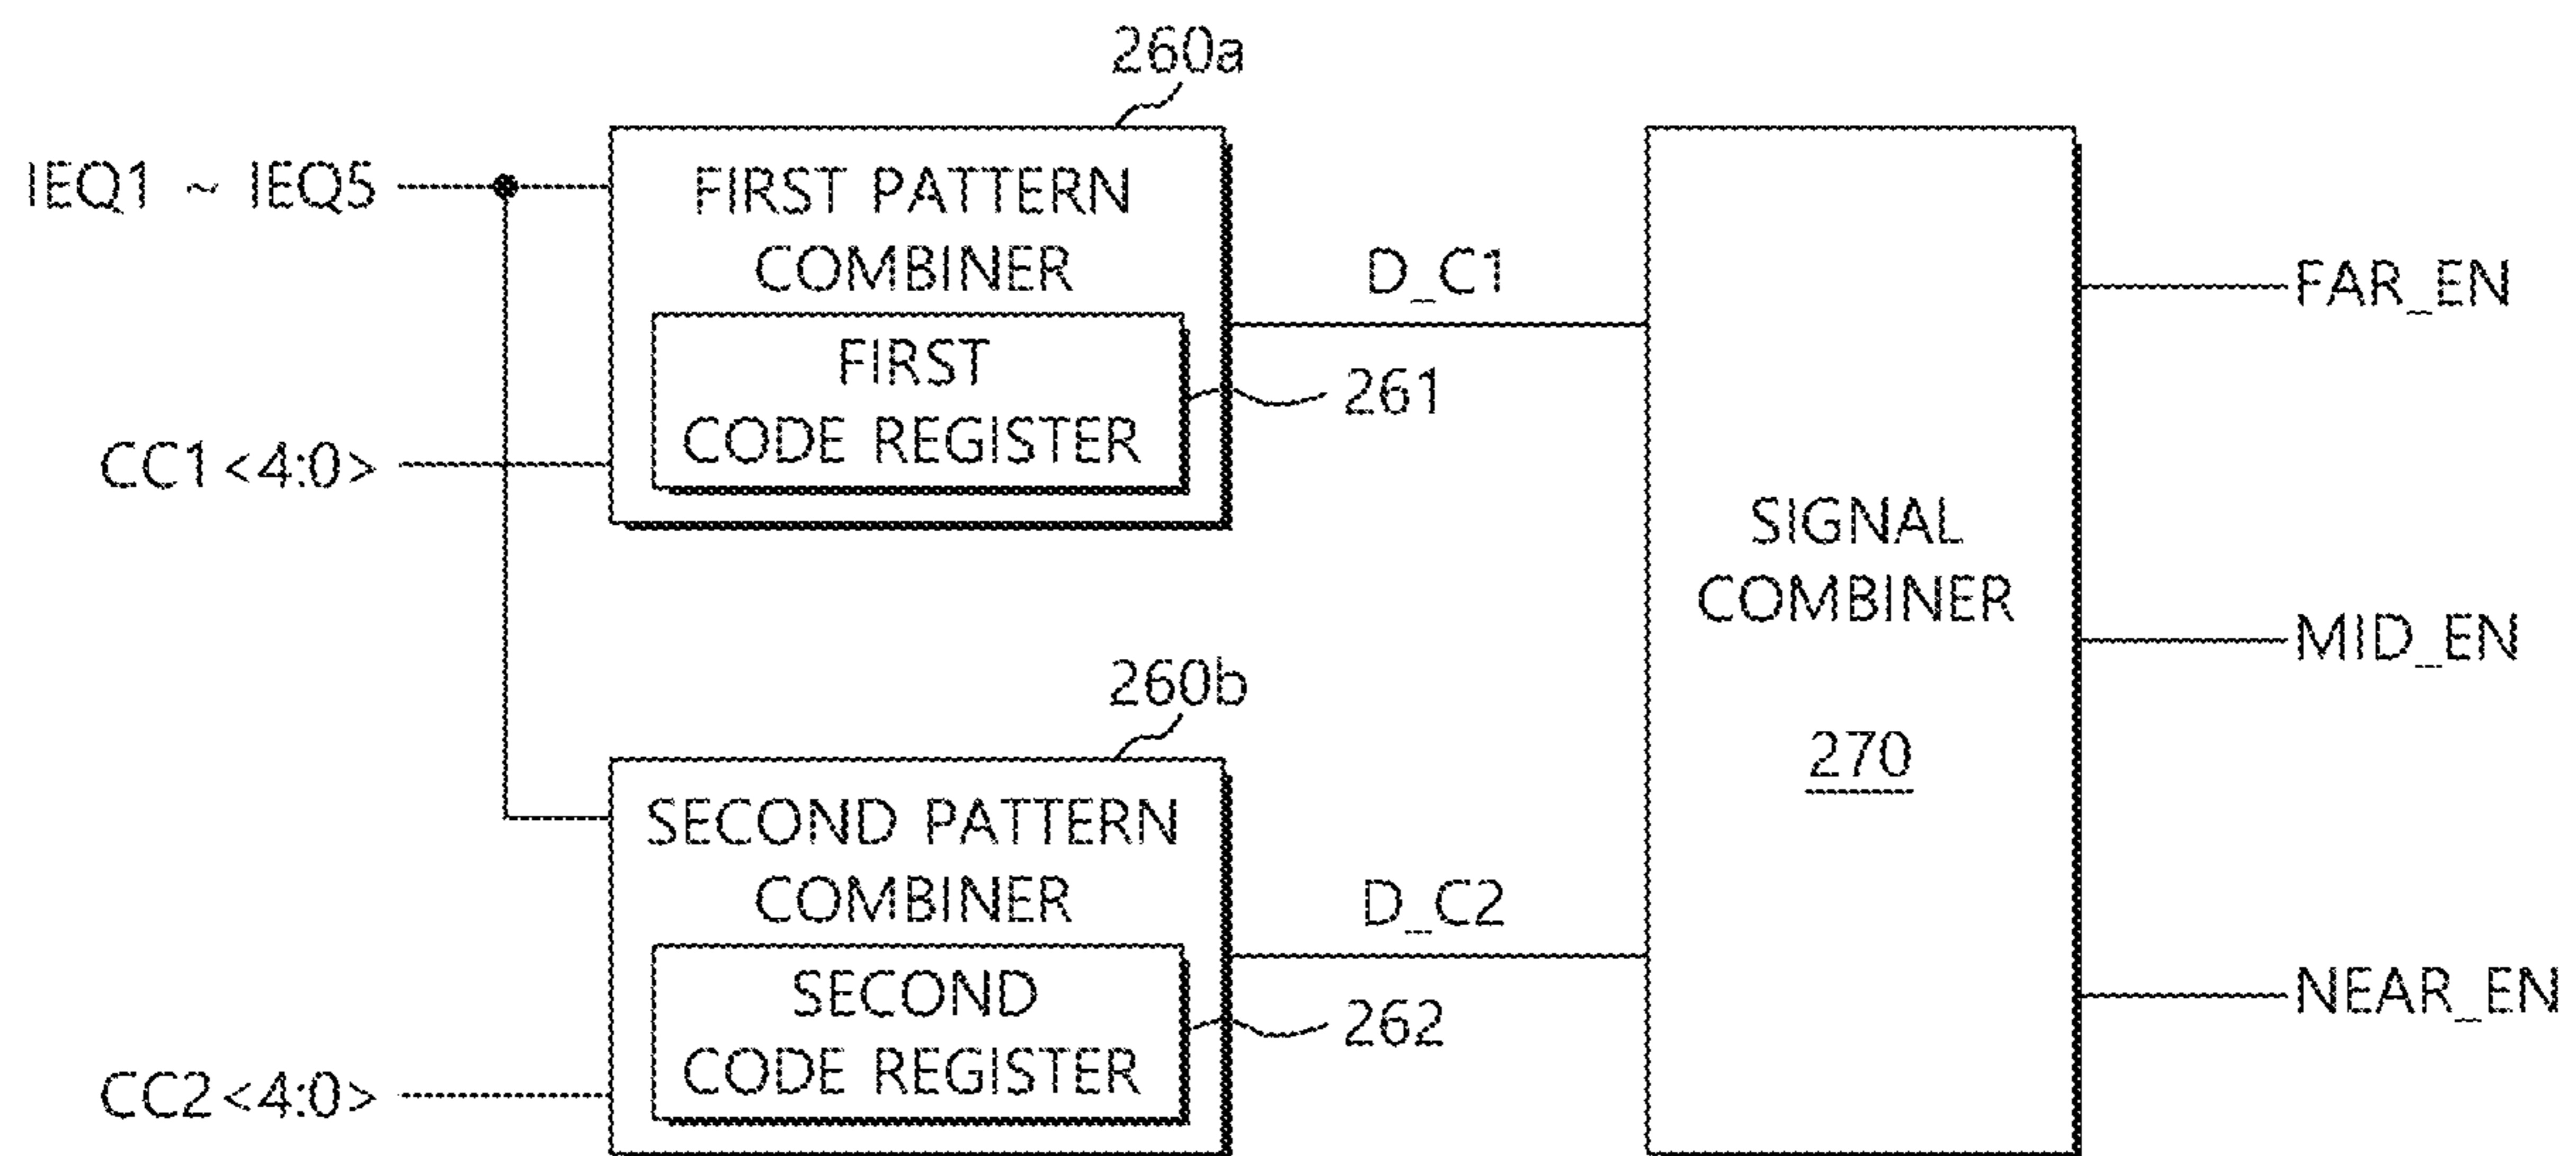 260a
IEQ1 ~ IEQ5
FIRST PATTERN
COMBINER
FIRST
CODE REGISTER
261
CC1<4:0>
D_C1
260b
SECOND PATTERN
COMBINER
SECOND
CODE REGISTER
262
CC2<4:0>
D_C2
SIGNAL
COMBINER
270
FAR_EN
MID_EN
NEAR_EN